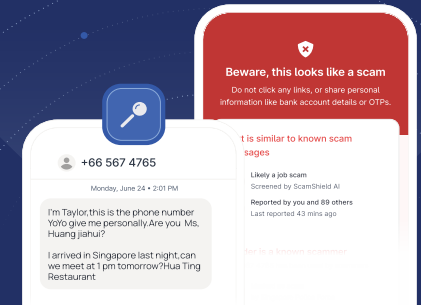 Beware, this looks like a scam
Do not click any links, or share personal
information like bank account details or OTPs.
t is similar to known scam
sages
Likely a job scam
Screened by ScamShield AI
Reported by you and 89 others
Last reported 43 mins ago
this is a known scammer
+66 567 4765
Monday, June 24 • 2:01 PM
I'm Taylor,this is the phone number
YoYo give me personally.Are you Ms,
Huang jiahui?
I arrived in Singapore last night,can
we meet at 1 pm tomorrow?Hua Ting
Restaurant